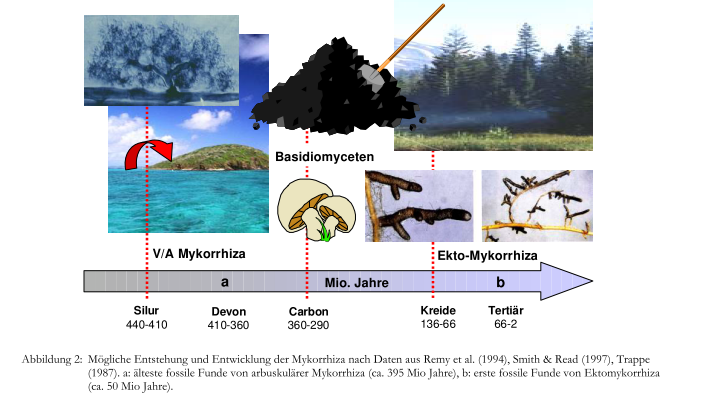 Basidiomyceten
V/A Mykorrhiza
Ekto-Mykorrhiza
a
Mio. Jahre
b
Silur
440-410
Devon
410-360
Carbon
360-290
Kreide
136-66
Tertiär
66-2
Abbildung 2: Mögliche Entstehung und Entwicklung der Mykorrhiza nach Daten aus Remy et al. (1994), Smith & Read (1997), Trappe
(1987). a: älteste fossile Funde von arbuskulärer Mykorrhiza (ca. 395 Mio Jahre), b: erste fossile Funde von Ektomykorrhiza
(ca. 50 Mio Jahre).